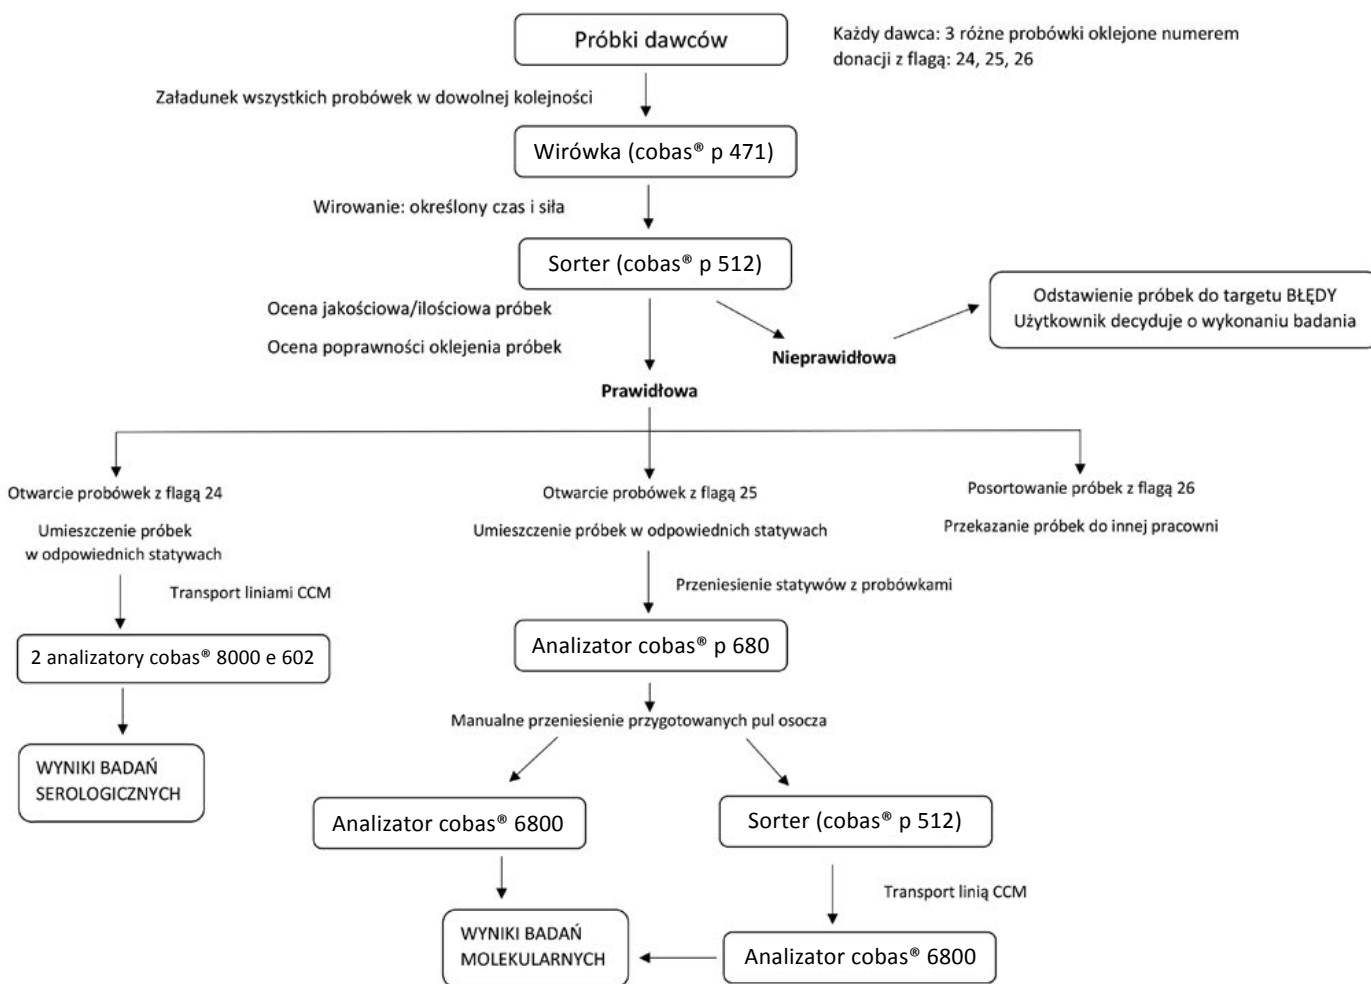 Próbki dawców
Każdy dawca: 3 różne probówki oklejone numerem
donacji z flagą: 24, 25, 26
Załadunek wszystkich probówek w dowolnej kolejności
Wirówka (cobas® p 471)
Wirowanie: określony czas i siła
Sorter (cobas® p 512)
Ocena jakościowa/ilościowa próbek
Ocena poprawności oklejenia próbek
Odstawienie próbek do targetu BŁĘDY
Użytkownik decyduje o wykonaniu badania
Nieprawidłowa
Prawidłowa
Otwarcie probówek z flagą 24
Umieszczenie próbek
w odpowiednich statywach
Transport liniami CCM
2 analizatory cobas® 8000 e 602
WYNIKI BADAŃ
SEROLOGICZNYCH
Otwarcie probówek z flagą 25
Umieszczenie próbek w odpowiednich statywach
Przeniesienie statywów z probówkami
Analizator cobas® p 680
Manualne przeniesienie przygotowanych pul osocza
Analizator cobas® 6800
Sorter (cobas® p 512)
Transport linią CCM
Analizator cobas® 6800
WYNIKI BADAŃ
MOLEKULARNYCH
Posortowanie próbek z flagą 26
Przekazanie próbek do innej pracowni